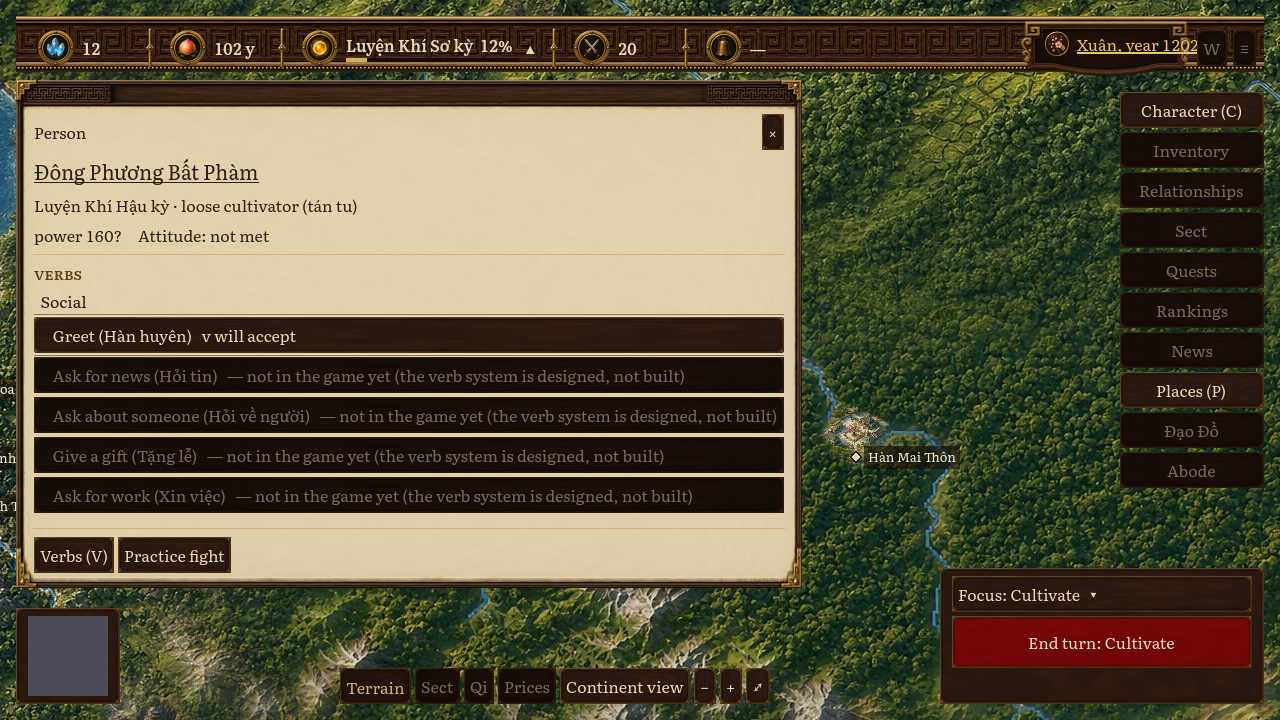 12
102 y
Luyện Khí Sơ kỳ 12% ▲
20
—
Xuân, year 1202
W
≡
Person
×
Đông Phương Bất Phàm
Luyện Khí Hậu kỳ · loose cultivator (tán tu)
power 160? Attitude: not met
VERBS
Social
Greet (Hàn huyên) v will accept
Ask for news (Hỏi tin) — not in the game yet (the verb system is designed, not built)
Ask about someone (Hỏi về người) — not in the game yet (the verb system is designed, not built)
Give a gift (Tặng lễ) — not in the game yet (the verb system is designed, not built)
Ask for work (Xin việc) — not in the game yet (the verb system is designed, not built)
Verbs (V)
Practice fight
Character (C)
Inventory
Relationships
Sect
Quests
Rankings
News
Places (P)
Đạo Đồ
Abode
Hàn Mai Thôn
Focus: Cultivate ▾
End turn: Cultivate
Terrain
Sect
Qi
Prices
Continent view
−
+
⤢